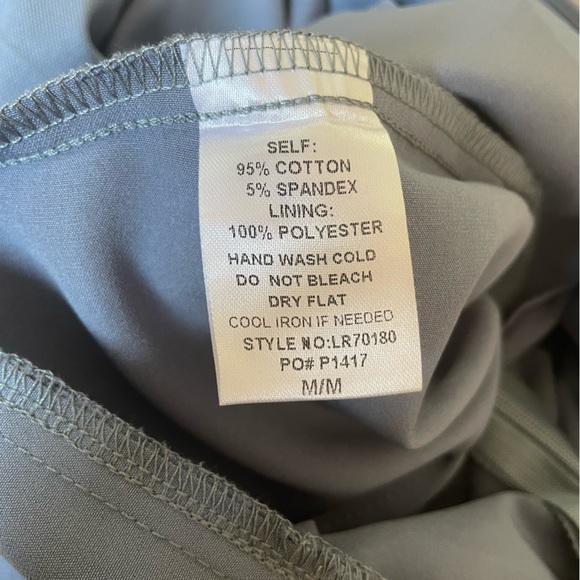 SELF:
95% COTTON
5% SPANDEX
LINING:
100% POLYESTER
HAND WASH COLD
DO NOT BLEACH
DRY FLAT
COOL IRON IF NEEDED
STYLE NO:LR70180
PO# P1417
M/M